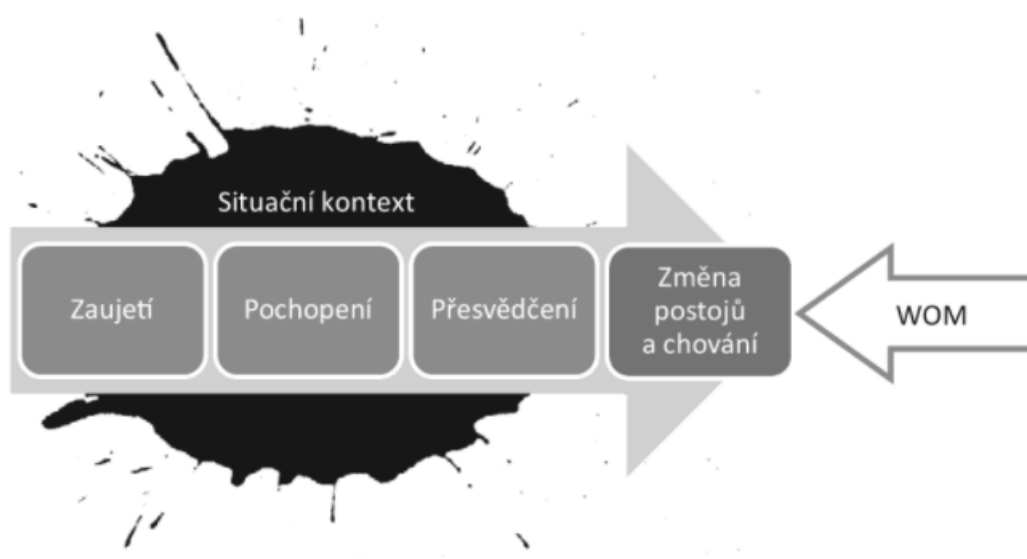 Situační kontext
Zaujetí
Pochopení
Přesvědčení
Změna
postojů
a chování
WOM